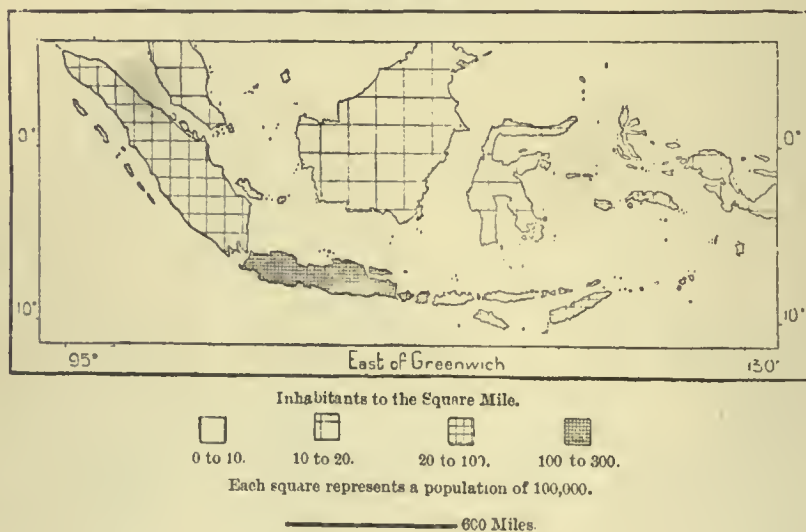 0° 0°
10° 10°
95° East of Greenwich 130°
Inhabitants to the Square Mile.
0 to 10. 10 to 20. 20 to 100. 100 to 300.
Each square represents a population of 100,000.
600 Miles.